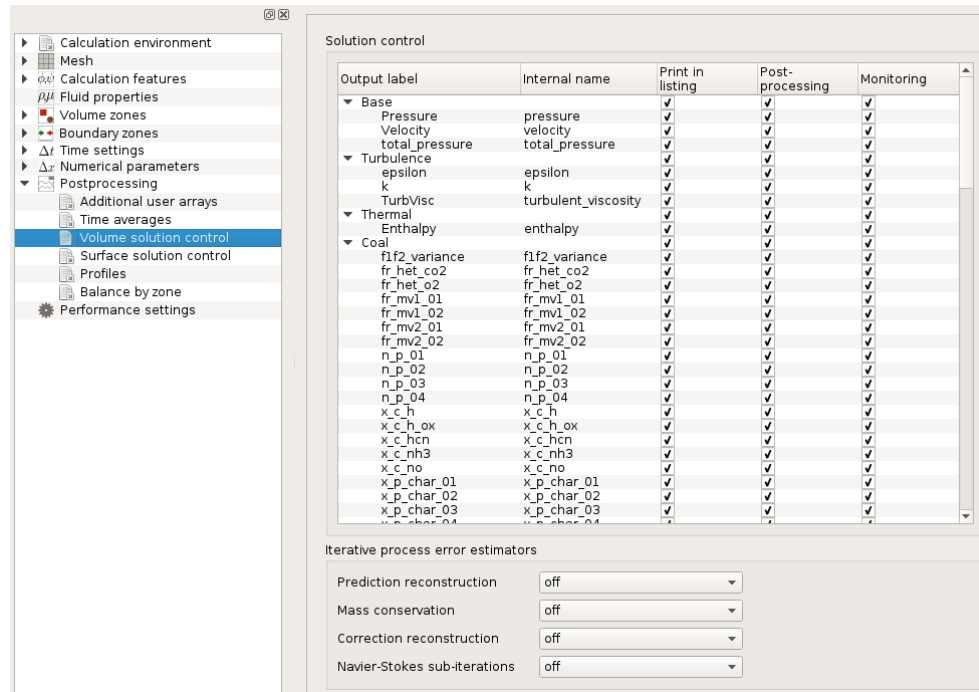 Calculation environment
Mesh
Calculation features
Fluid properties
Volume zones
Boundary zones
Δt Time settings
Δx Numerical parameters
Postprocessing
Additional user arrays
Time averages
Volume solution control
Surface solution control
Profiles
Balance by zone
Performance settings
Solution control
Output label Internal name Print in listing Post-processing Monitoring
Base
Pressure pressure
Velocity velocity
total_pressure total_pressure
Turbulence
epsilon epsilon
k k
TurbVisc turbulent_viscosity
Thermal
Enthalpy enthalpy
Coal
f1f2_variance f1f2_variance
fr_het_co2 fr_het_co2
fr_het_o2 fr_het_o2
fr_mv1_01 fr_mv1_01
fr_mv1_02 fr_mv1_02
fr_mv2_01 fr_mv2_01
fr_mv2_02 fr_mv2_02
n_p_01 n_p_01
n_p_02 n_p_02
n_p_03 n_p_03
n_p_04 n_p_04
x_c_h x_c_h
x_c_h_ox x_c_h_ox
x_c_hcn x_c_hcn
x_c_nh3 x_c_nh3
x_c_no x_c_no
x_p_char_01 x_p_char_01
x_p_char_02 x_p_char_02
x_p_char_03 x_p_char_03
x_p_char_04 x_p_char_04
Iterative process error estimators
Prediction reconstruction off
Mass conservation off
Correction reconstruction off
Navier-Stokes sub-iterations off